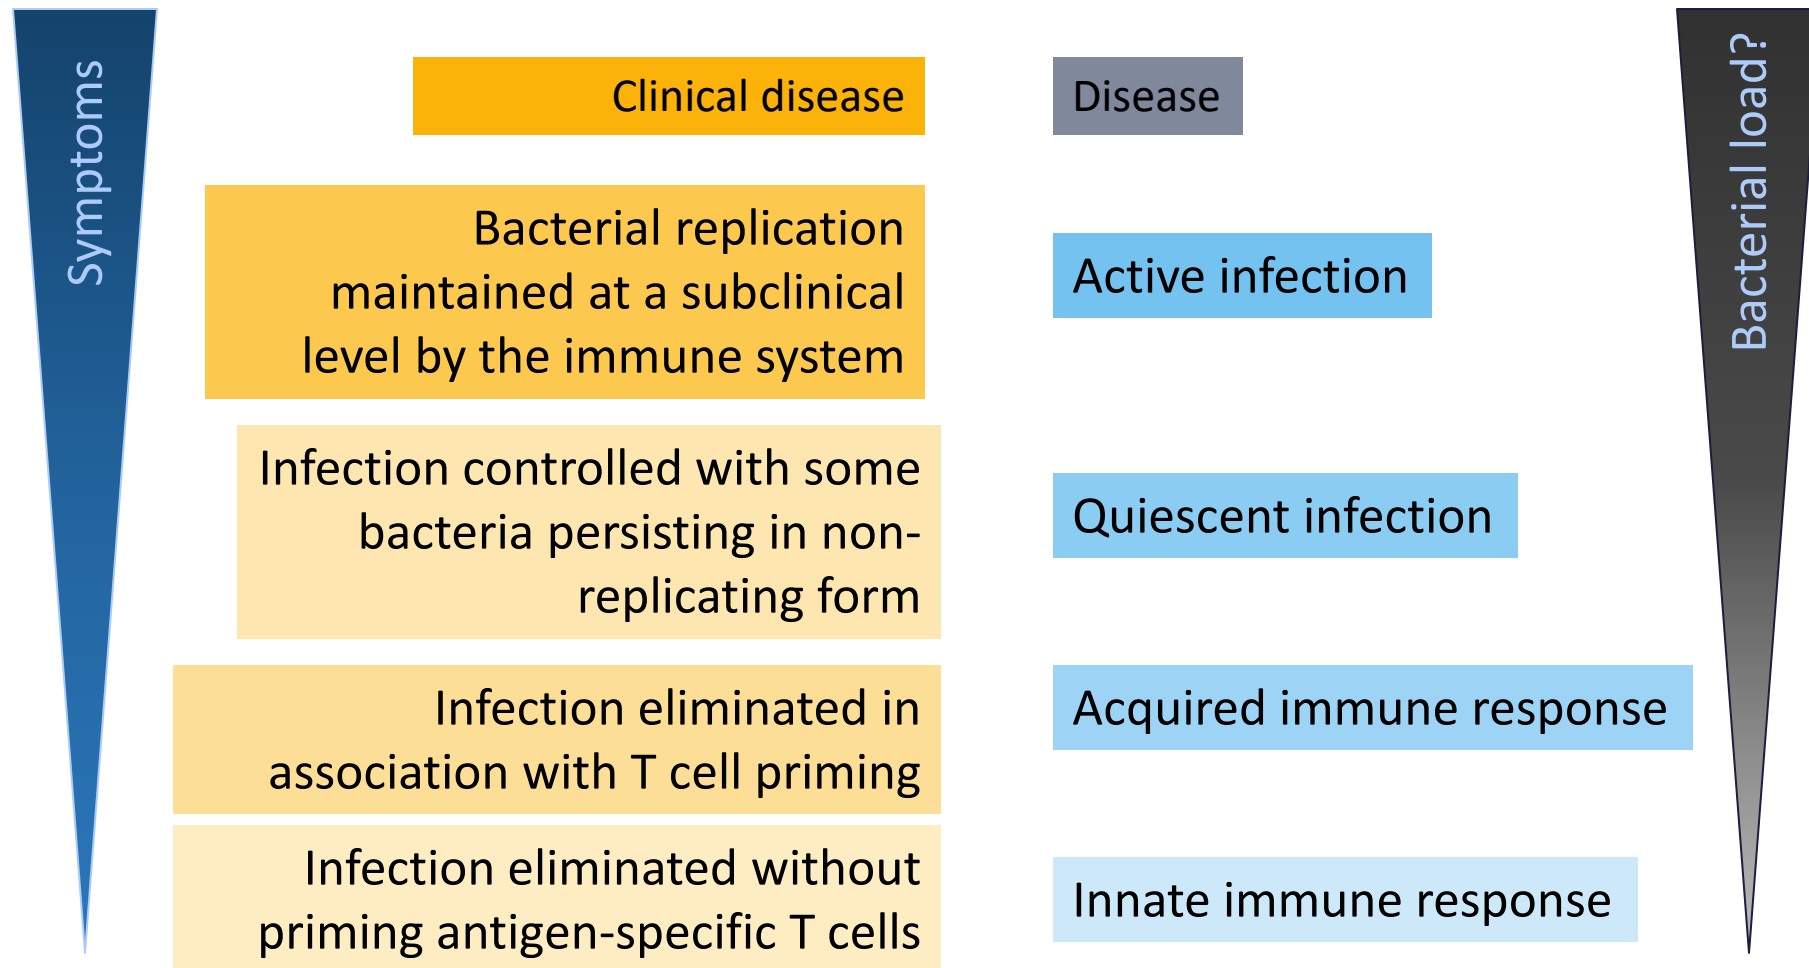 Symptoms
Clinical disease
Disease
Bacterial load?
Bacterial replication
maintained at a subclinical
level by the immune system
Active infection
Infection controlled with some
bacteria persisting in non-
replicating form
Quiescent infection
Infection eliminated in
association with T cell priming
Acquired immune response
Infection eliminated without
priming antigen-specific T cells
Innate immune response